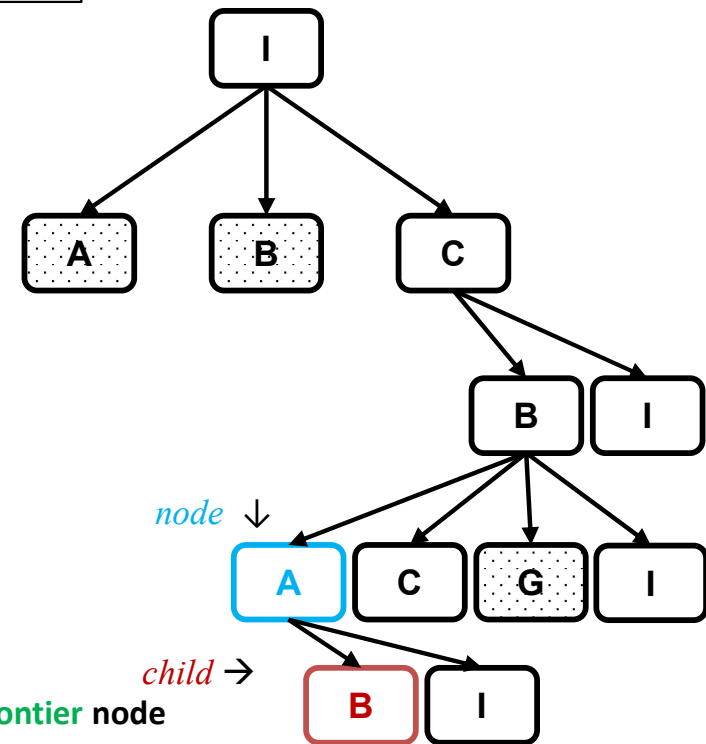 I
A B C
B I
node ↓
A C G I
child →
B I
ontier node